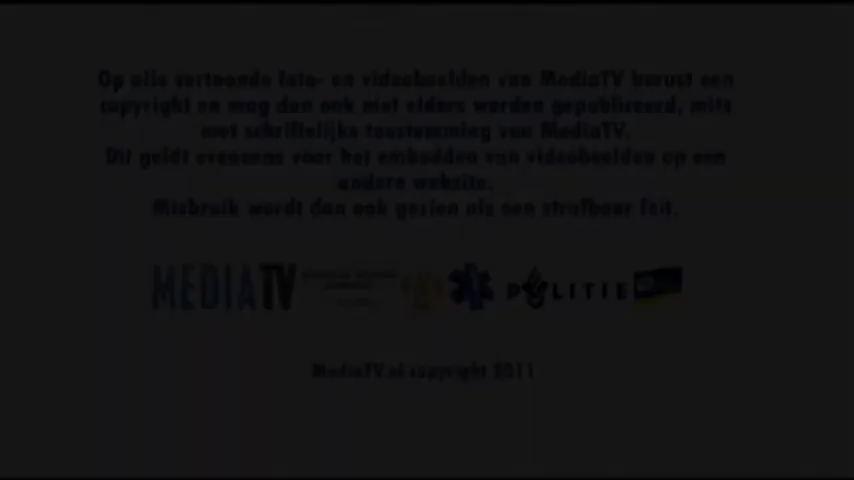 Op alle vertoonde foto- en videobeelden van MediaTV berust een
copyright en mag dan ook niet elders worden gepubliceerd, mits
met schriftelijke toestemming van MediaTV.
Dit geldt eveneens voor het embedden van videobeelden op een
andere website.
Misbruik wordt dan ook gezien als een strafbaar feit.
MEDIATV
POLITIE
MediaTV.nl copyright 2011